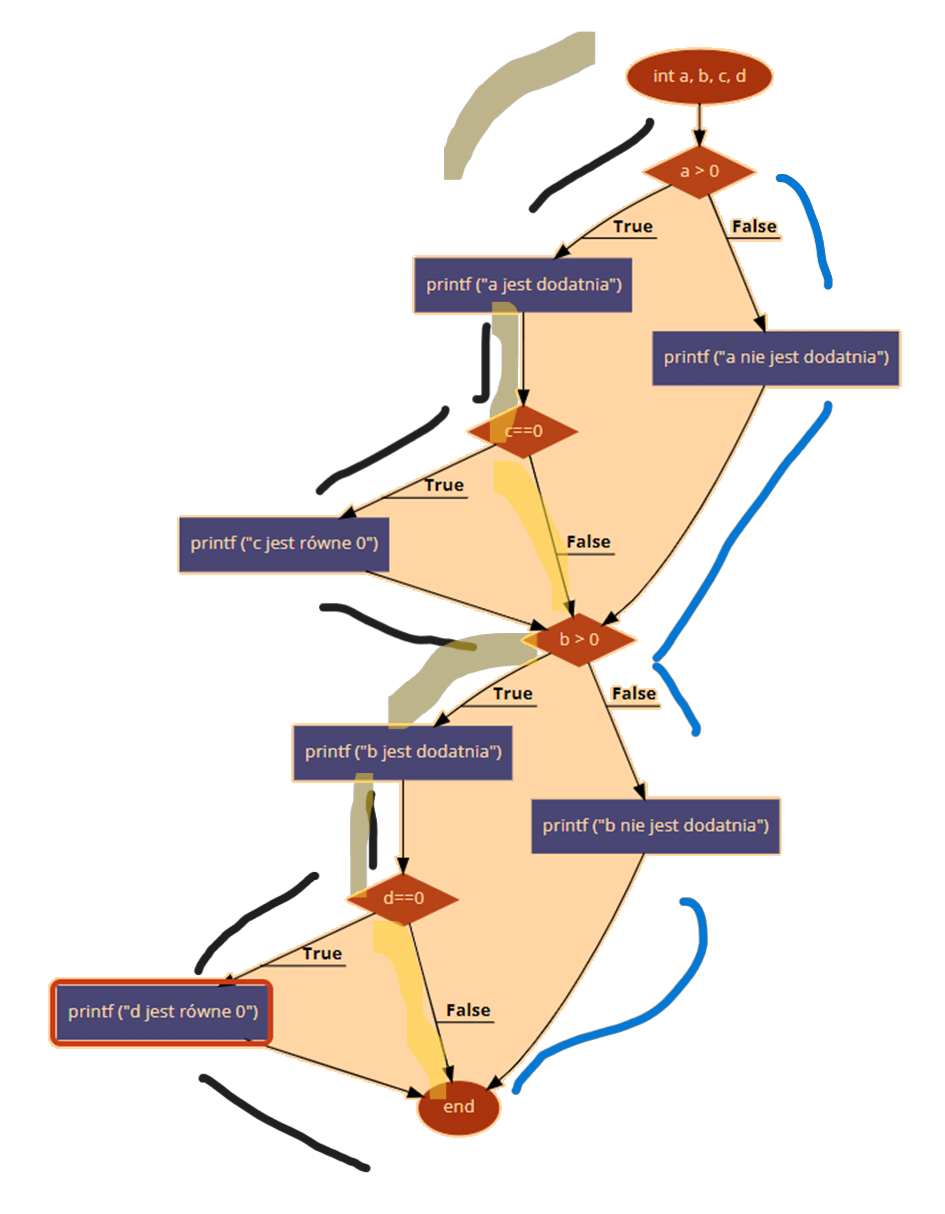 int a, b, c, d
a > 0
True
False
printf ("a jest dodatnia")
printf ("a nie jest dodatnia")
c==0
True
printf ("c jest równe 0")
False
b > 0
True
False
printf ("b jest dodatnia")
printf ("b nie jest dodatnia")
d==0
True
printf ("d jest równe 0")
False
end